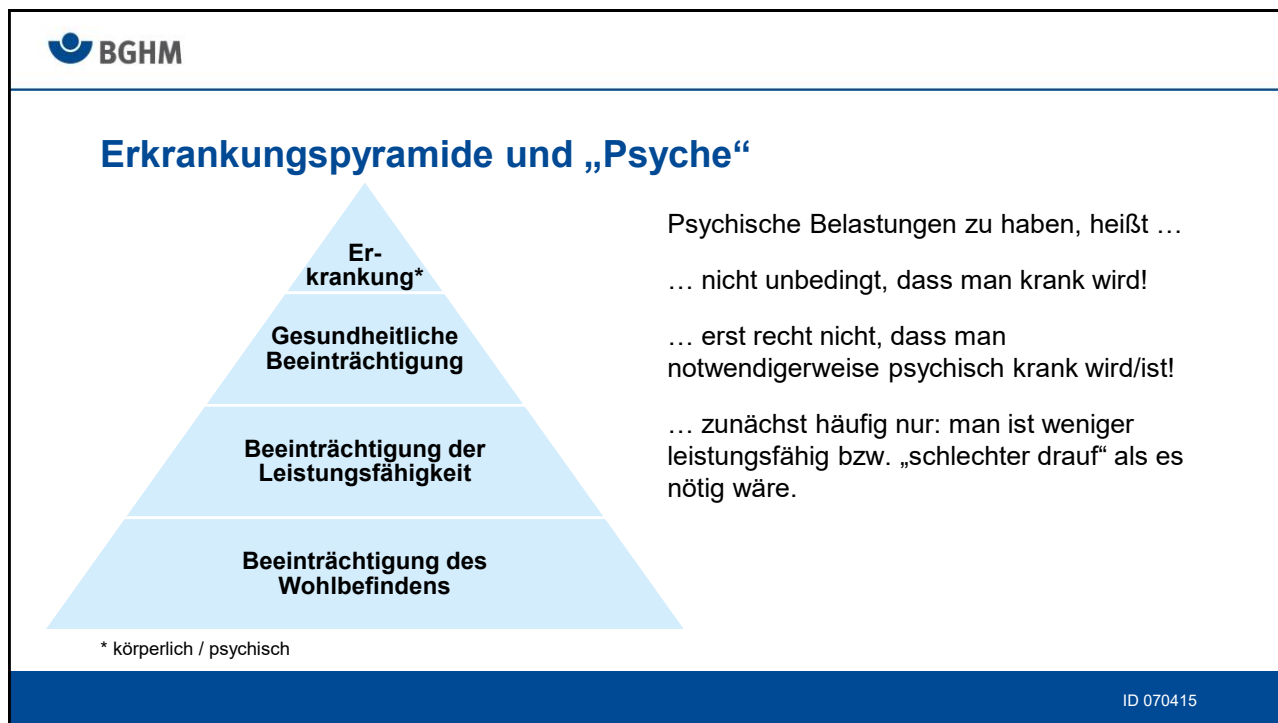 BGHM
Erkrankungspyramide und „Psyche“
Er-
krankung*
Gesundheitliche
Beeinträchtigung
Beeinträchtigung der
Leistungsfähigkeit
Beeinträchtigung des
Wohlbefindens
* körperlich / psychisch
Psychische Belastungen zu haben, heißt …
… nicht unbedingt, dass man krank wird!
… erst recht nicht, dass man
notwendigerweise psychisch krank wird/ist!
… zunächst häufig nur: man ist weniger
leistungsfähig bzw. „schlechter drauf“ als es
nötig wäre.
ID 070415